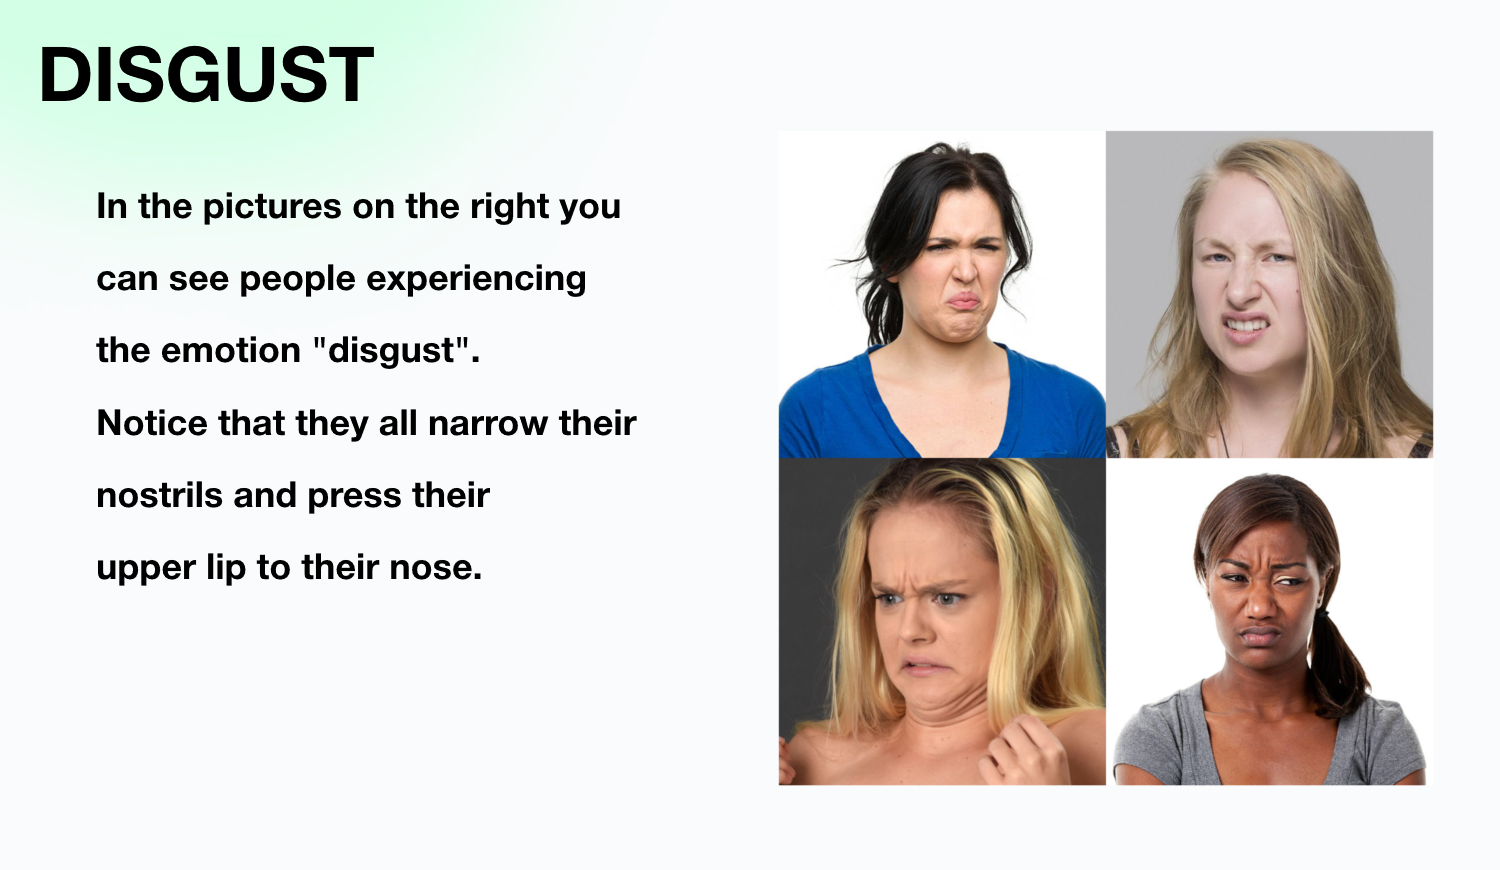 DISGUST
In the pictures on the right you
can see people experiencing
the emotion "disgust".
Notice that they all narrow their
nostrils and press their
upper lip to their nose.